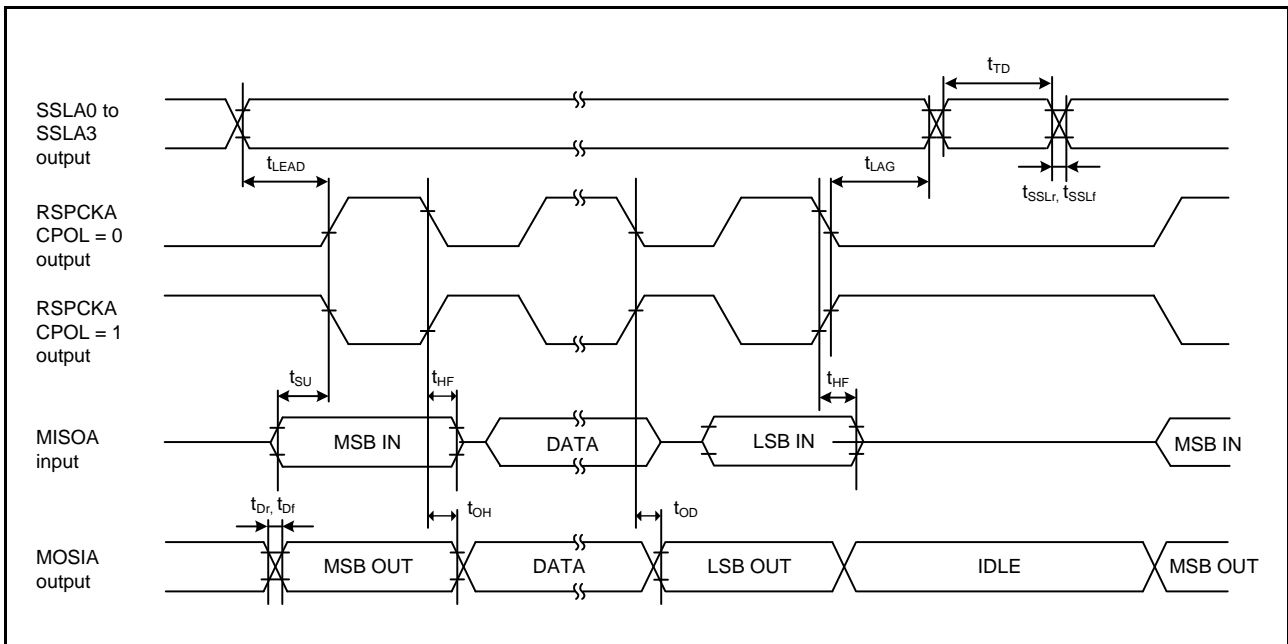 tTD
SSLA0 to
SSLA3
output
tLEAD
tLAG
tSSLr, tSSLf
RSPCKA
CPOL = 0
output
RSPCKA
CPOL = 1
output
tSU
tHF
tHF
MISOA
input
MSB IN
DATA
LSB IN
MSB IN
tDr, tDf
tOH
tOD
MOSIA
output
MSB OUT
DATA
LSB OUT
IDLE
MSB OUT